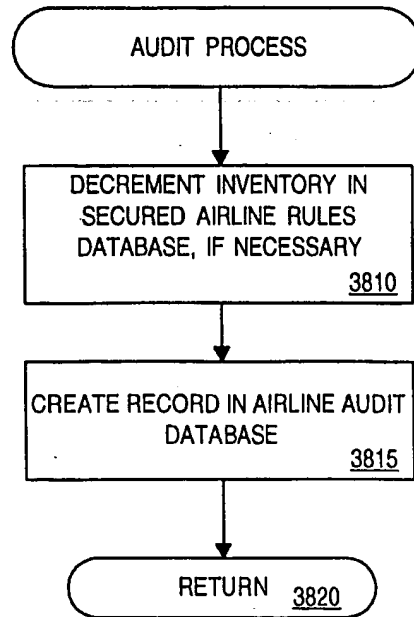 AUDIT PROCESS
DECREMENT INVENTORY IN
SECURED AIRLINE RULES
DATABASE, IF NECESSARY
3810
CREATE RECORD IN AIRLINE AUDIT
DATABASE
3815
RETURN 3820